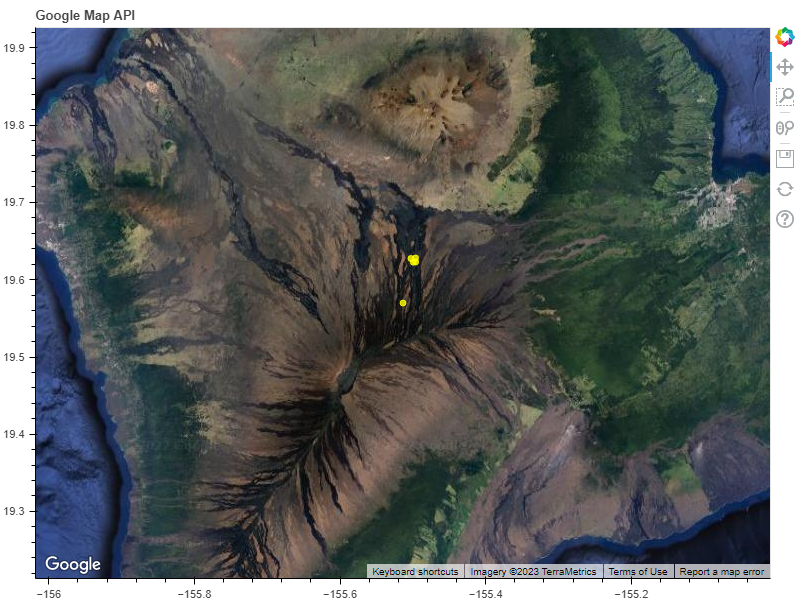 Google Map API
19.9
19.8
19.7
19.6
19.5
19.4
19.3
Google
Keyboard shortcuts Imagery ©2023 TerraMetrics Terms of Use Report a map error
−156 −155.8 −155.6 −155.4 −155.2